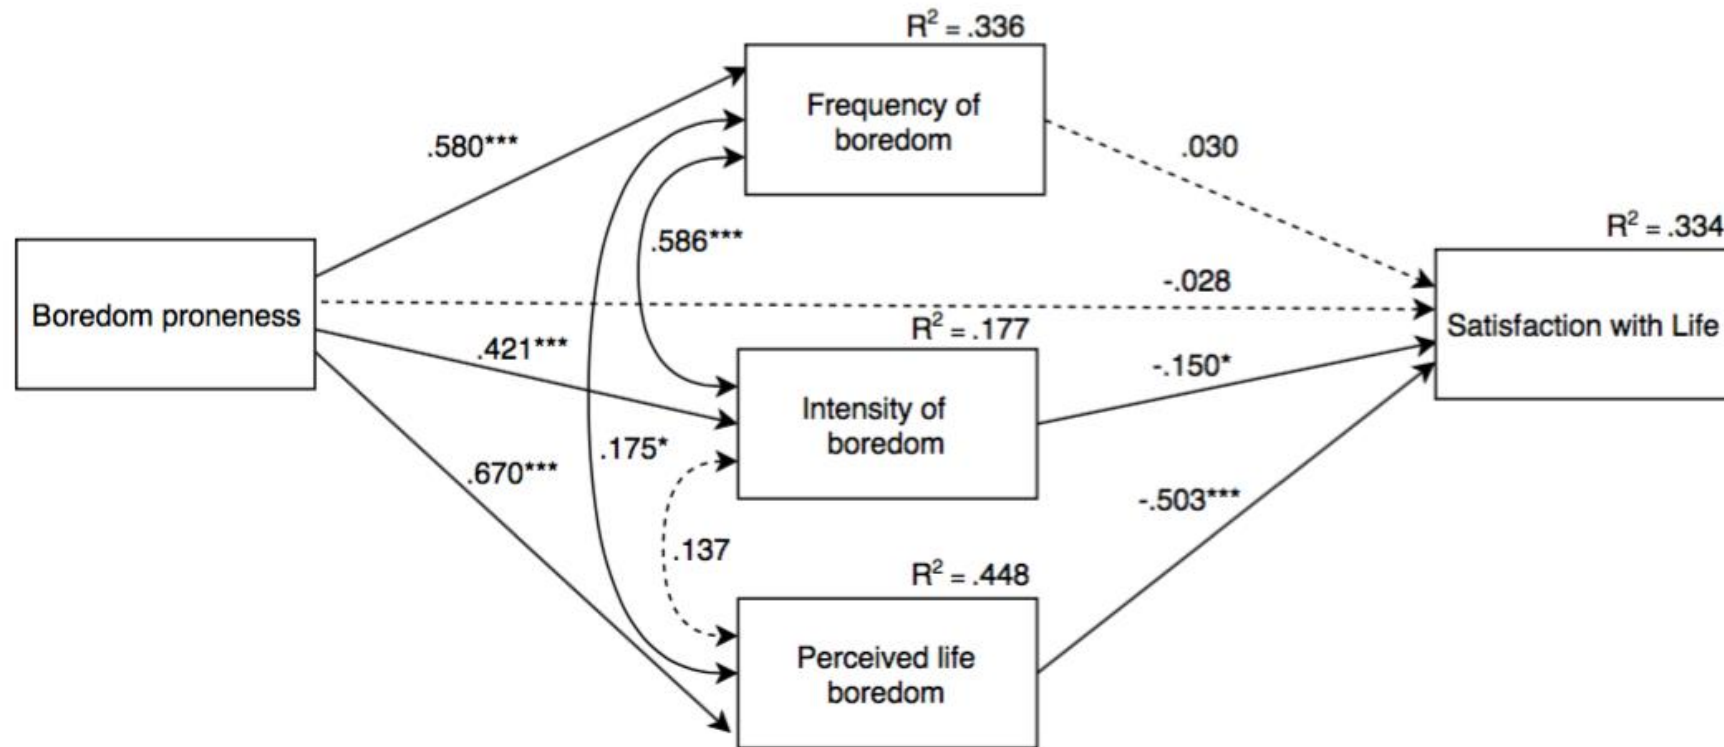 R² = .336
Frequency of
boredom
.580***
.030
.586***
R² = .334
Boredom proneness
-.028
Satisfaction with Life
R² = .177
.421***
-.150*
Intensity of
boredom
.175*
.670***
-.503***
.137
R² = .448
Perceived life
boredom